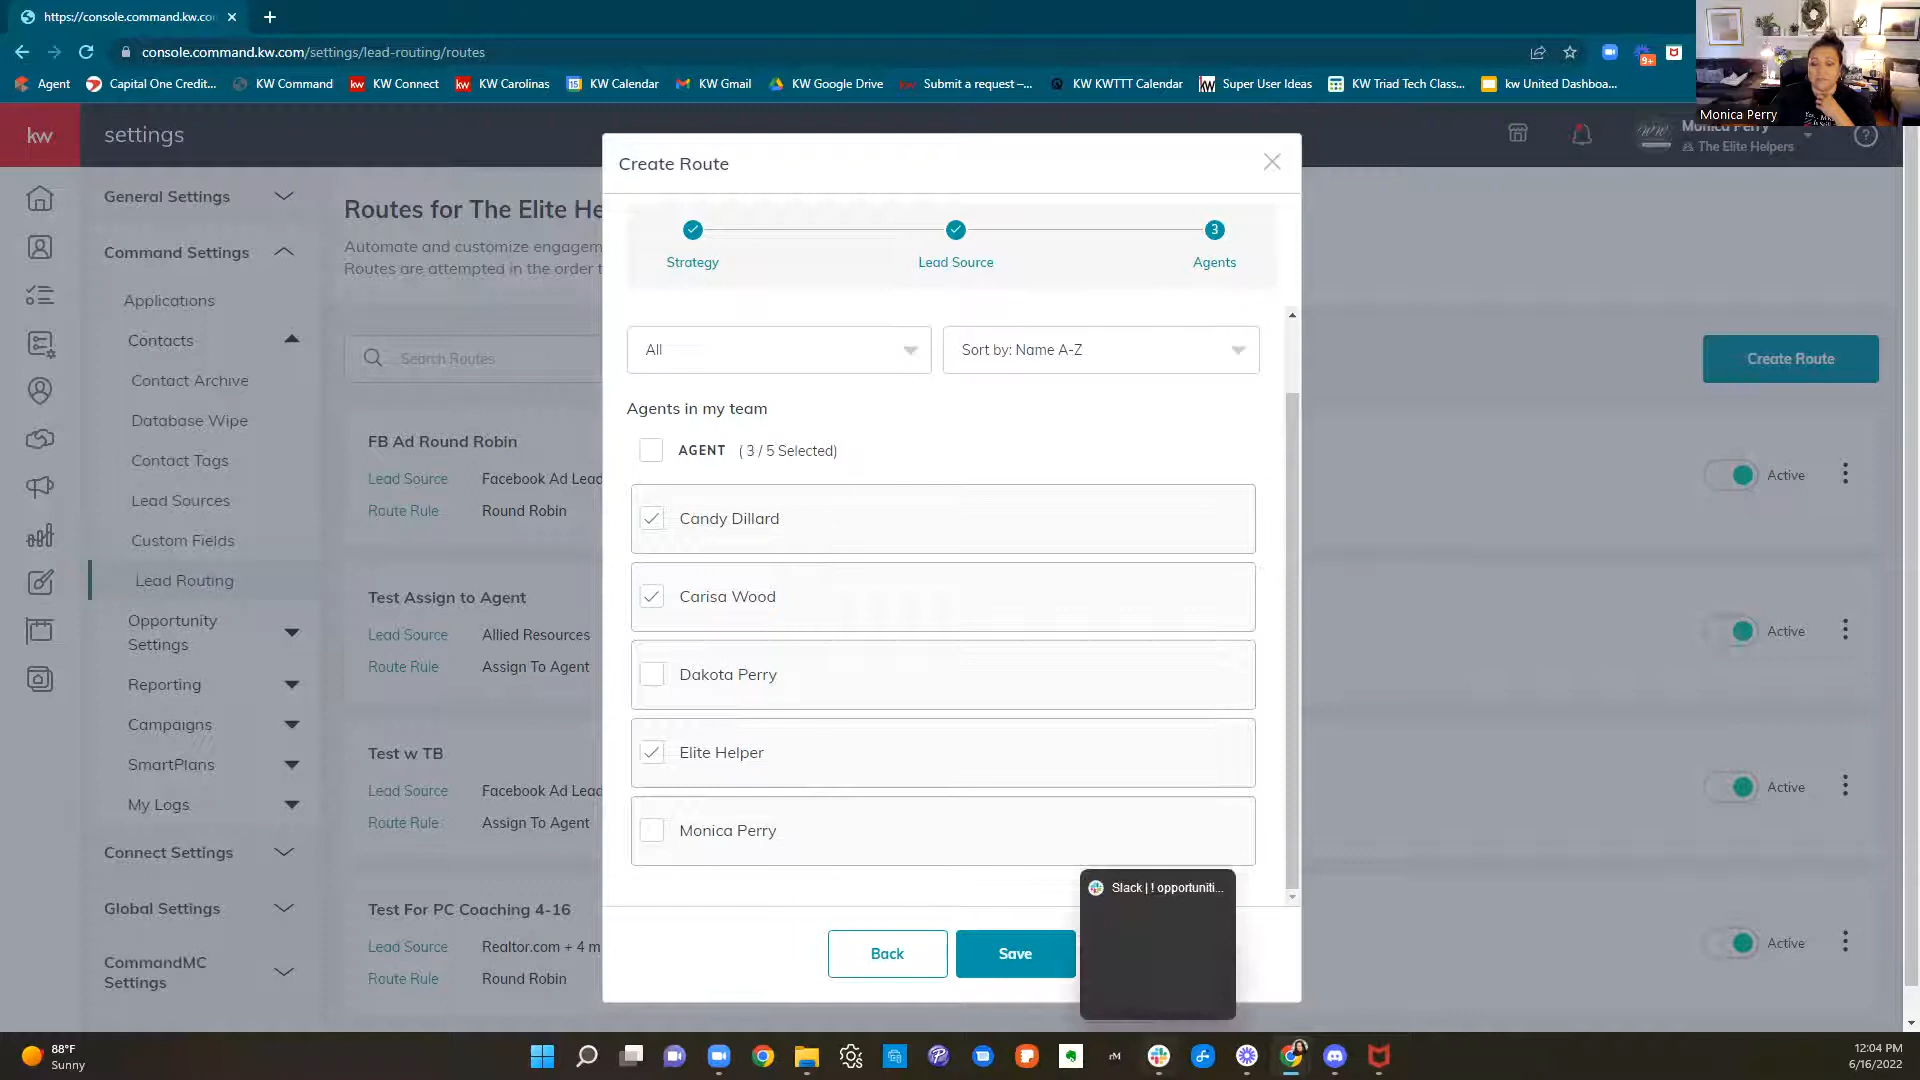 https://console.command.kw.co
console.command.kw.com/settings/lead-routing/routes
9+
Agent
Capital One Credit...
KW Command
kw
KW Connect
kw
KW Carolinas
KW Calendar
KW Gmail
KW Google Drive
kw
Submit a request –...
KW KWTTT Calendar
kw
Super User Ideas
KW Triad Tech Class...
kw United Dashboa...
Monica Perry
kw
settings
Monica Perry
The Elite Helpers
General Settings
Command Settings
Applications
Contacts
Contact Archive
Database Wipe
Contact Tags
Lead Sources
Custom Fields
Lead Routing
Opportunity
Settings
Reporting
Campaigns
SmartPlans
My Logs
Connect Settings
Global Settings
CommandMC
Settings
Routes for The Elite He
Automate and customize engagem
Routes are attempted in the order t
Search Routes
Create Route
FB Ad Round Robin
Lead Source
Facebook Ad Lead
Route Rule
Round Robin
Active
Test Assign to Agent
Lead Source
Allied Resources
Route Rule
Assign To Agent
Active
Test w TB
Lead Source
Facebook Ad Lead
Route Rule
Assign To Agent
Active
Test For PC Coaching 4-16
Lead Source
Realtor.com + 4 m
Route Rule
Round Robin
Active
Create Route
3
Strategy
Lead Source
Agents
All
Sort by: Name A-Z
Agents in my team
AGENT ( 3 / 5 Selected)
Candy Dillard
Carisa Wood
Dakota Perry
Elite Helper
Monica Perry
Back
Save
Slack | ! opportuniti...
88°F
Sunny
rM
12:04 PM
6/16/2022